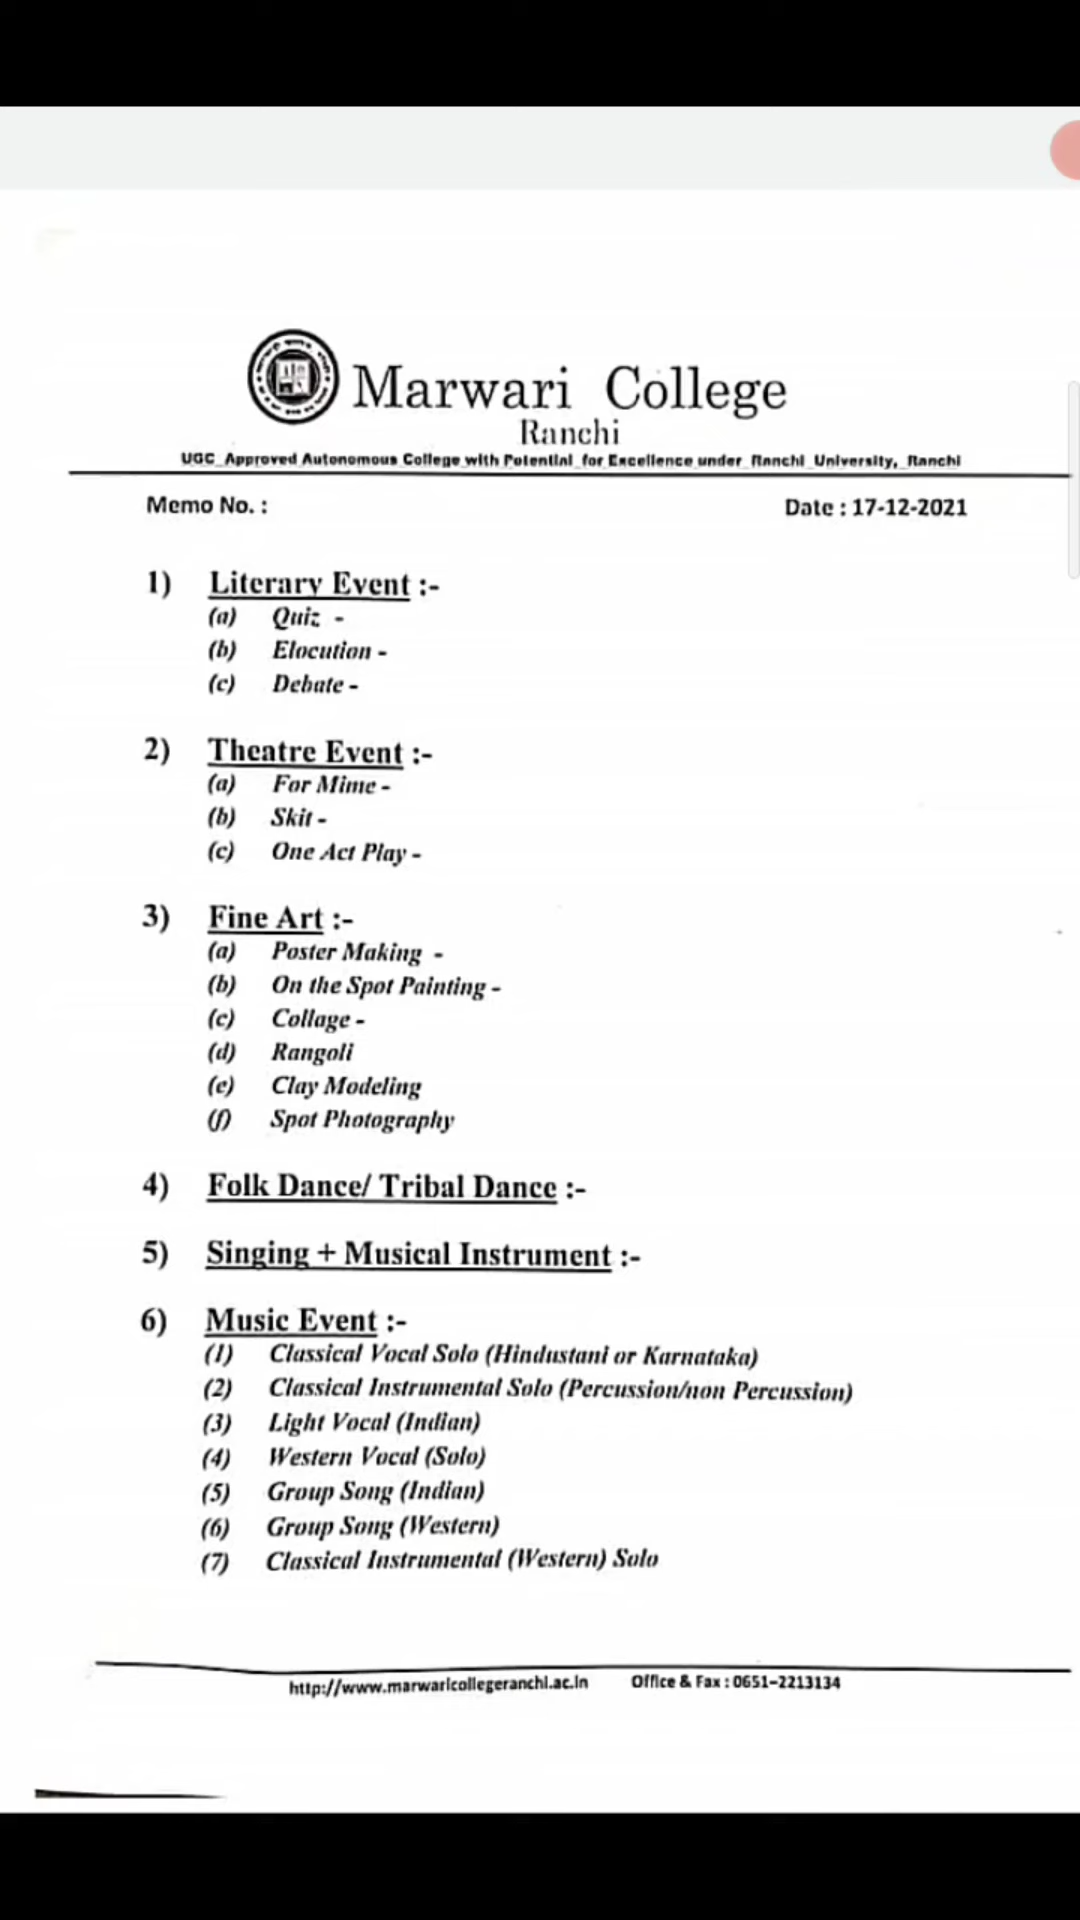 Marwari College
Ranchi
UGC Approved Autonomous College with Potential for Excellence under Ranchi University, Ranchi
Memo No. :
Date : 17-12-2021
1) Literary Event :-
(a) Quiz -
(b) Elocution -
(c) Debate -
2) Theatre Event :-
(a) For Mime -
(b) Skit -
(c) One Act Play -
3) Fine Art :-
(a) Poster Making -
(b) On the Spot Painting -
(c) Collage -
(d) Rangoli
(e) Clay Modeling
(f) Spot Photography
4) Folk Dance/ Tribal Dance :-
5) Singing + Musical Instrument :-
6) Music Event :-
(1) Classical Vocal Solo (Hindustani or Karnataka)
(2) Classical Instrumental Solo (Percussion/non Percussion)
(3) Light Vocal (Indian)
(4) Western Vocal (Solo)
(5) Group Song (Indian)
(6) Group Song (Western)
(7) Classical Instrumental (Western) Solo
http://www.marwaricollegeranchi.ac.in Office & Fax : 0651-2213134